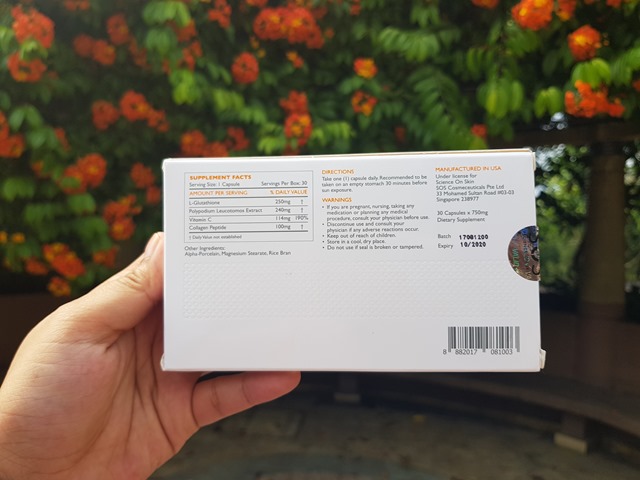 SUPPLEMENT FACTS
Serving Size: 1 Capsule Servings Per Box: 30
AMOUNT PER SERVING % DAILY VALUE
L-Glutathione 250mg †
Polypodium Leucotomos Extract 240mg †
Vitamin C 114mg 190%
Collagen Peptide 100mg †
† Daily Value not established
Other Ingredients:
Alpha-Porcelain, Magnesium Stearate, Rice Bran
DIRECTIONS
Take one (1) capsule daily Recommended to be
taken on an empty stomach 30 minutes before
sun exposure.
WARNINGS
• If you are pregnant, nursing, taking any
medication or planning any medical
procedure, consult your physician before use.
• Discontinue use and consult your
physician if any adverse reactions occur.
• Keep out of reach of children.
• Store in a cool, dry place.
• Do not use if seal is broken or tampered.
MANUFACTURED IN USA
Under license for
Science On Skin
SOS Cosmeceuticals Pte Ltd
33 Mohamed Sultan Road #03-03
Singapore 238977
30 Capsules x 750mg
Dietary Supplement
Batch 17001200
Expiry 10/2020
8 882017 081003